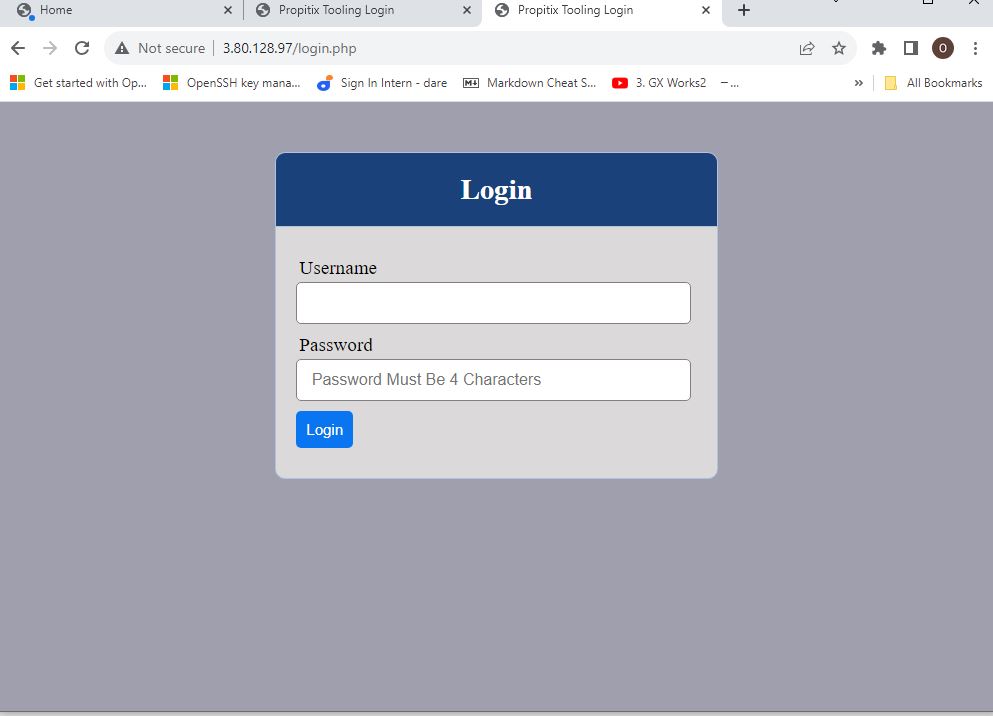 Home
Propitix Tooling Login
Propitix Tooling Login
Not secure
3.80.128.97/login.php
O
Get started with Op...
OpenSSH key mana...
Sign In Intern - dare
Markdown Cheat S...
3. GX Works2 – ...
»
All Bookmarks
Login
Username
Password
Password Must Be 4 Characters
Login